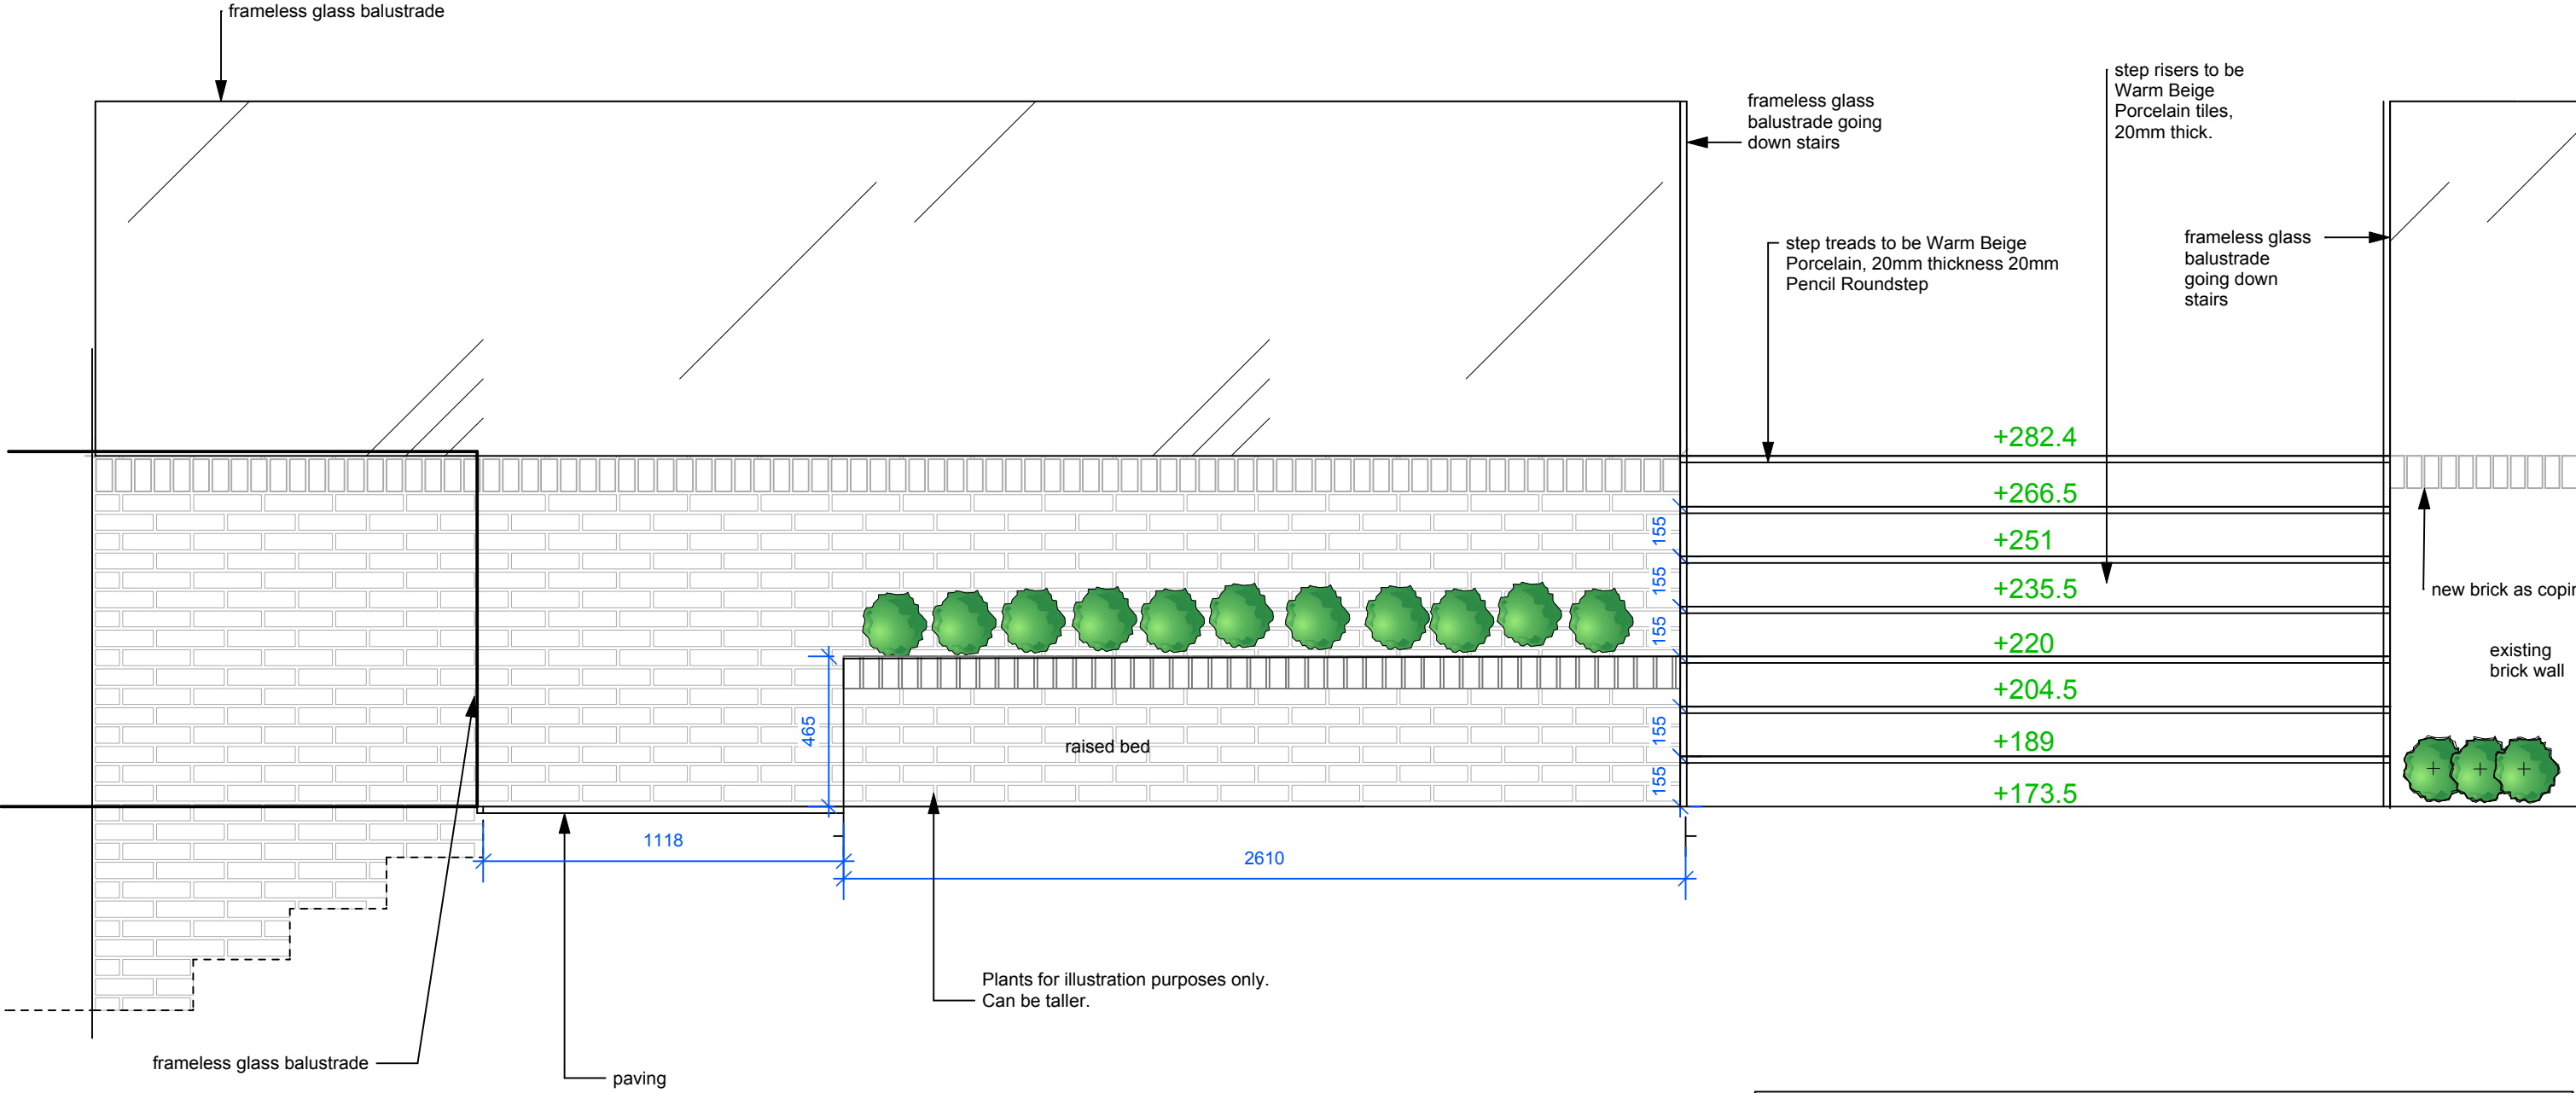 frameless glass balustrade
step risers to be
Warm Beige
Porcelain tiles,
20mm thick.
frameless glass
balustrade going
down stairs
step treads to be Warm Beige
Porcelain, 20mm thickness 20mm
Pencil Roundstep
frameless glass
balustrade
going down
stairs
+282.4
+266.5
+251
+235.5
+220
+204.5
+189
+173.5
155
155
155
155
155
465
raised bed
new brick as copin
existing
brick wall
1118
2610
Plants for illustration purposes only.
Can be taller.
frameless glass balustrade
paving